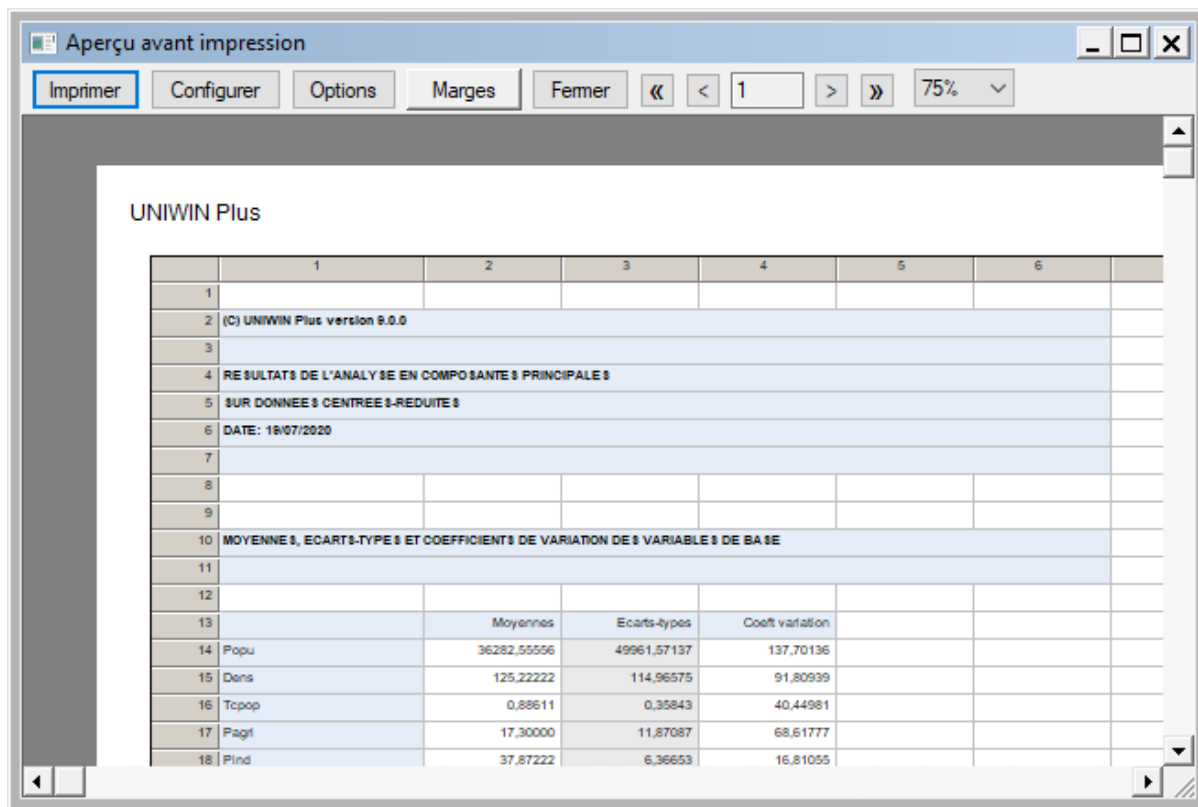 Aperçu avant impression
Imprimer Configurer Options Marges Fermer « < 1 > » 75%
UNIWIN Plus
1 2 3 4 5 6
1
2 (C) UNIWIN Plus version 9.0.0
3
4 RESULTATS DE L'ANALYSE EN COMPOSANTES PRINCIPALES
5 SUR DONNEES CENTREES-REDUITES
6 DATE: 19/07/2020
7
8
9
10 MOYENNES, ECARTS-TYPES ET COEFFICIENTS DE VARIATION DES VARIABLES DE BASE
11
12
13 Moyennes Ecarts-types Coeft variation
14 Popu 36282,55556 49961,57137 137,70136
15 Dens 125,22222 114,96575 91,80939
16 Tcpop 0,88611 0,35843 40,44981
17 Pagri 17,30000 11,87087 68,61777
18 Pind 37,87222 6,36653 16,81055